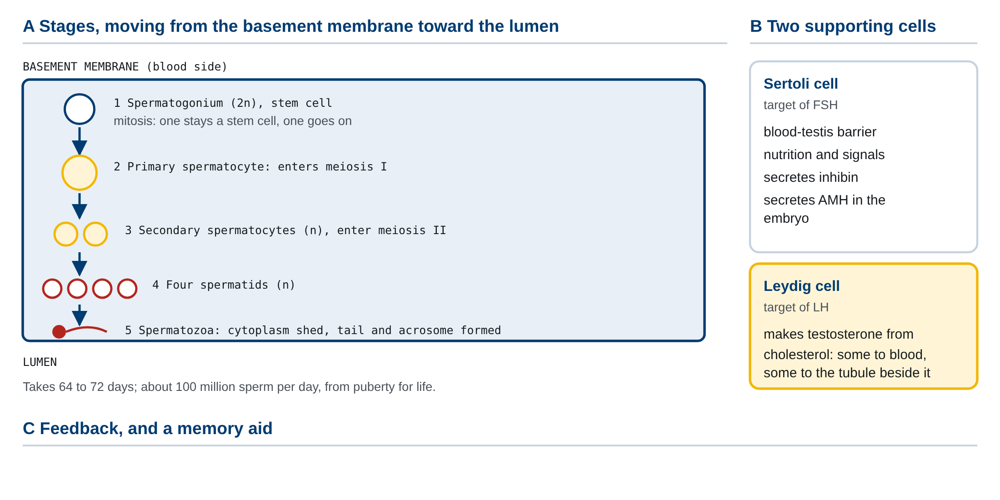 A Stages, moving from the basement membrane toward the lumen
BASEMENT MEMBRANE (blood side)
1 Spermatogonium (2n), stem cell
mitosis: one stays a stem cell, one goes on
2 Primary spermatocyte: enters meiosis I
3 Secondary spermatocytes (n), enter meiosis II
4 Four spermatids (n)
5 Spermatozoa: cytoplasm shed, tail and acrosome formed
LUMEN
Takes 64 to 72 days; about 100 million sperm per day, from puberty for life.
B Two supporting cells
Sertoli cell
target of FSH
blood-testis barrier
nutrition and signals
secretes inhibin
secretes AMH in the
embryo
Leydig cell
target of LH
makes testosterone from
cholesterol: some to blood,
some to the tubule beside it
C Feedback, and a memory aid